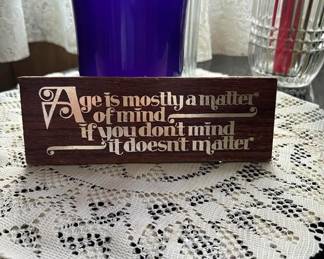 Age is mostly a matter
of mind
if you don't mind
it doesn't matter